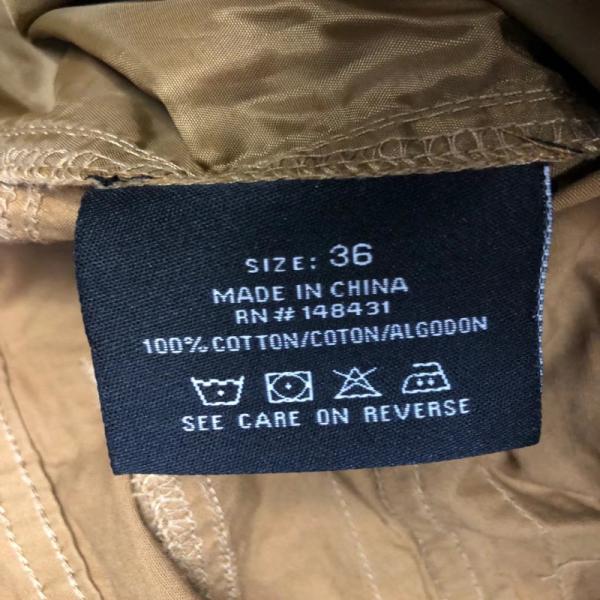 SIZE: 36
MADE IN CHINA
RN# 148431
100% COTTON/COTON/ALGODON
SEE CARE ON REVERSE